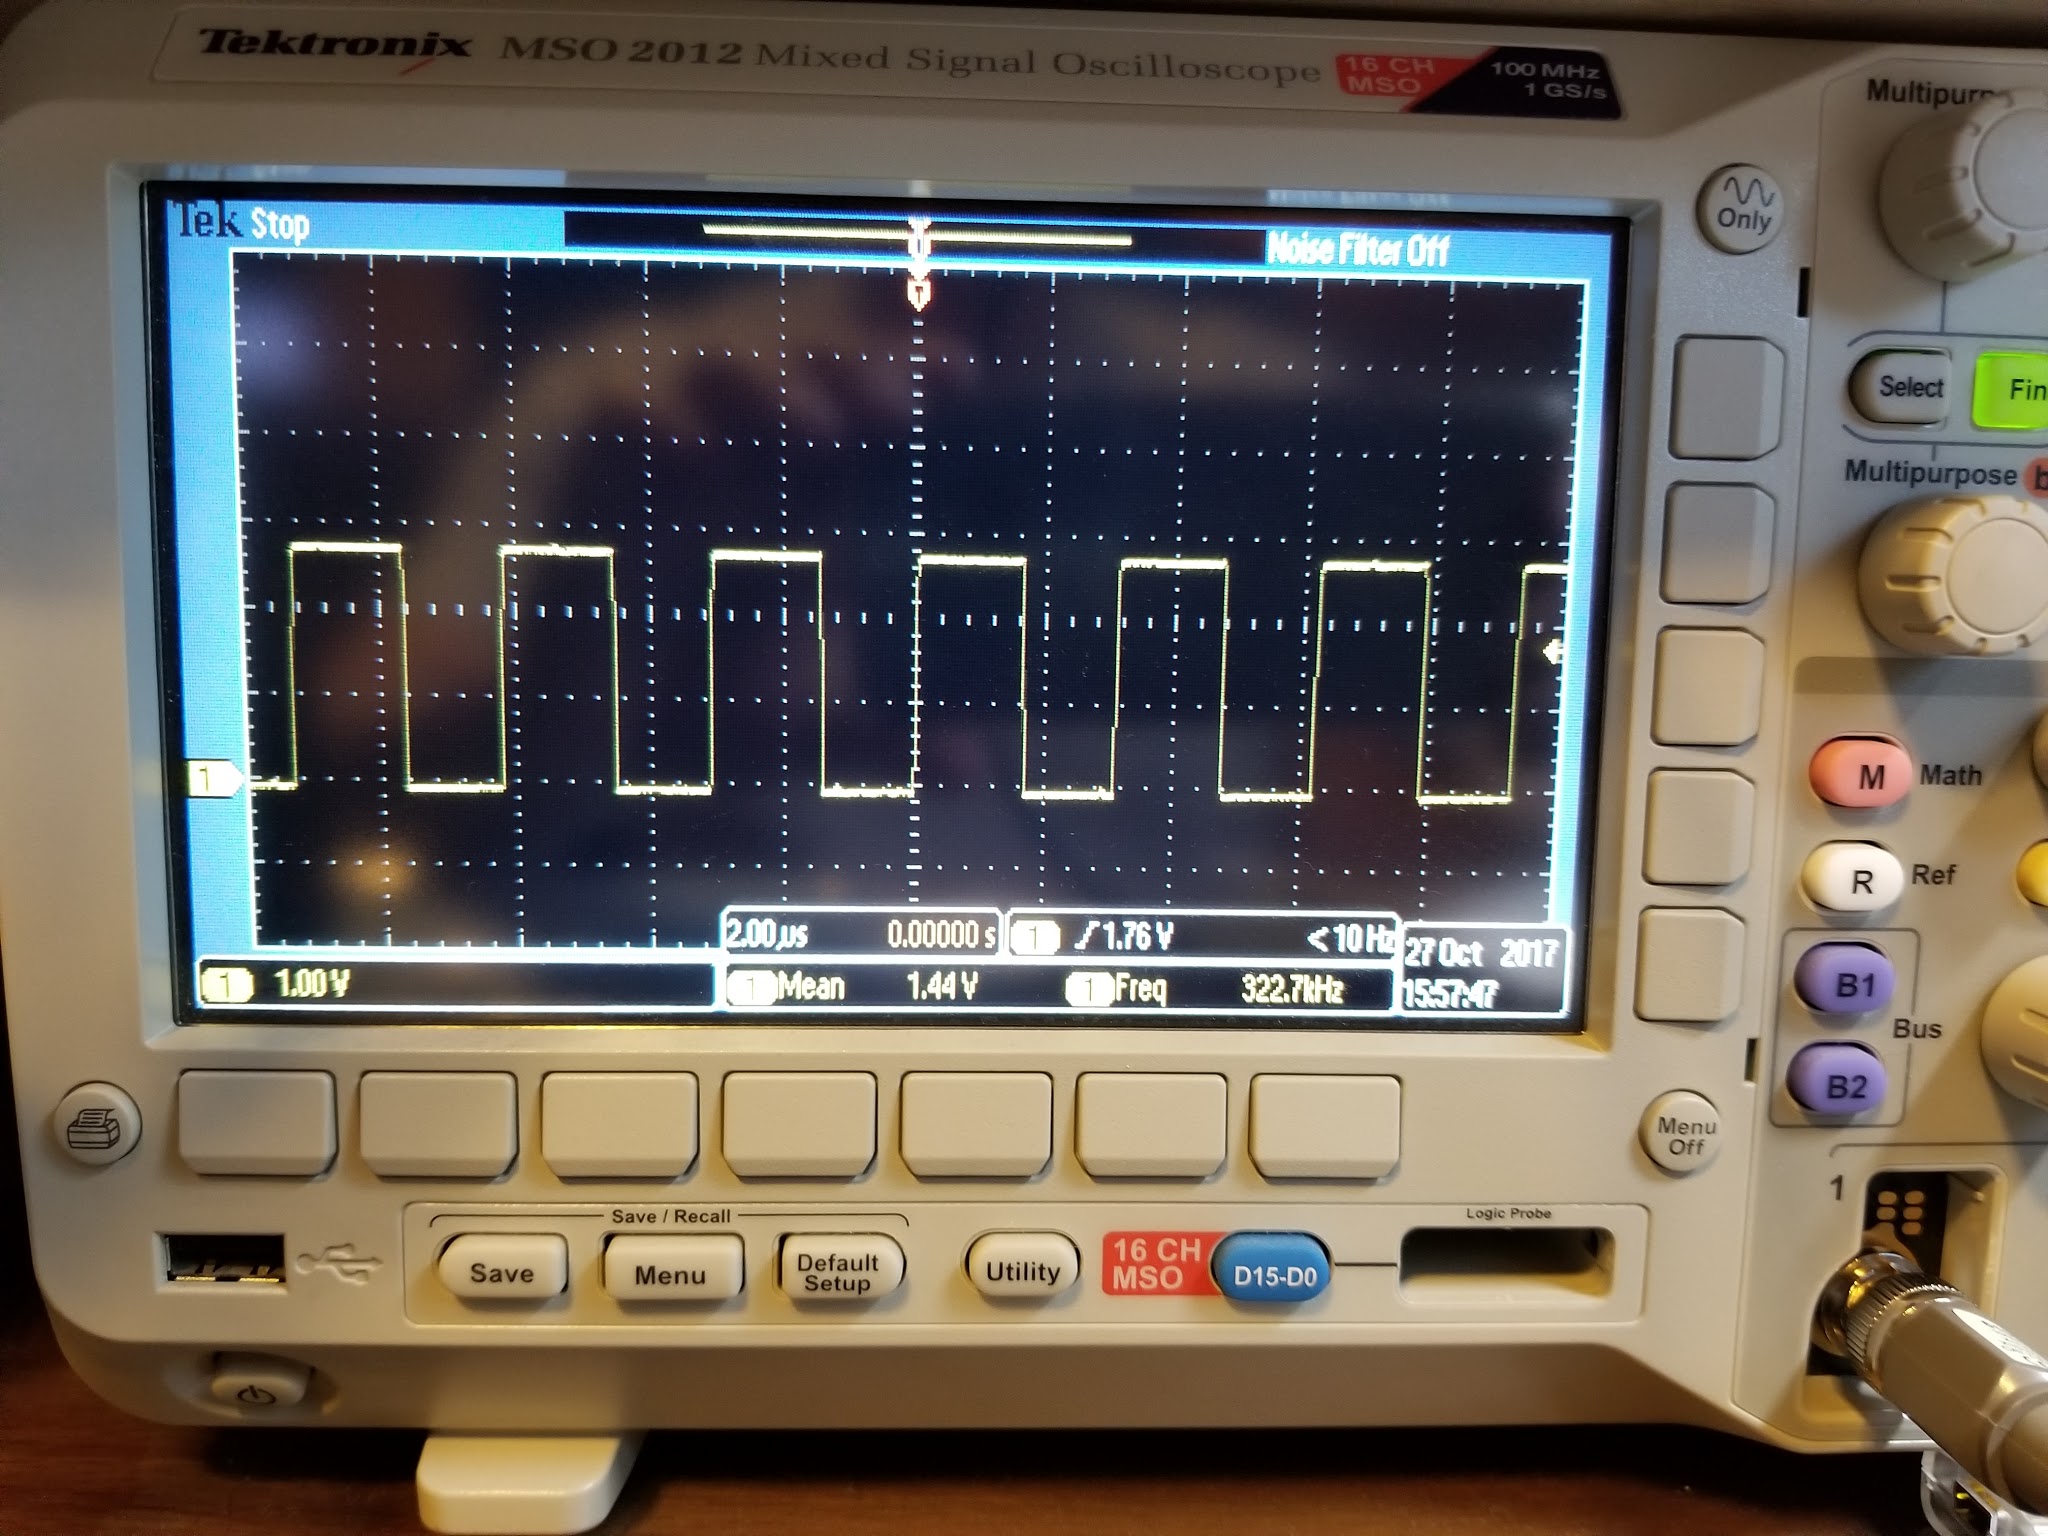 Tektronix MSO 2012 Mixed Signal Oscilloscope
16 CH MSO
100 MHz
1 GS/s
Tek Stop
Noise Filter Off
1
2.00µs 0.00000 s
1 1.76 V <10 Hz
27 Oct 2017
15:57:47
1 1.00 V
1 Mean 1.44 V
1 Freq 322.7kHz
Only
Select
Multipurpose b
M Math
R Ref
B1
Bus
B2
Menu Off
1
Save / Recall
Save
Menu
Default Setup
Utility
16 CH MSO
D15-D0
Logic Probe